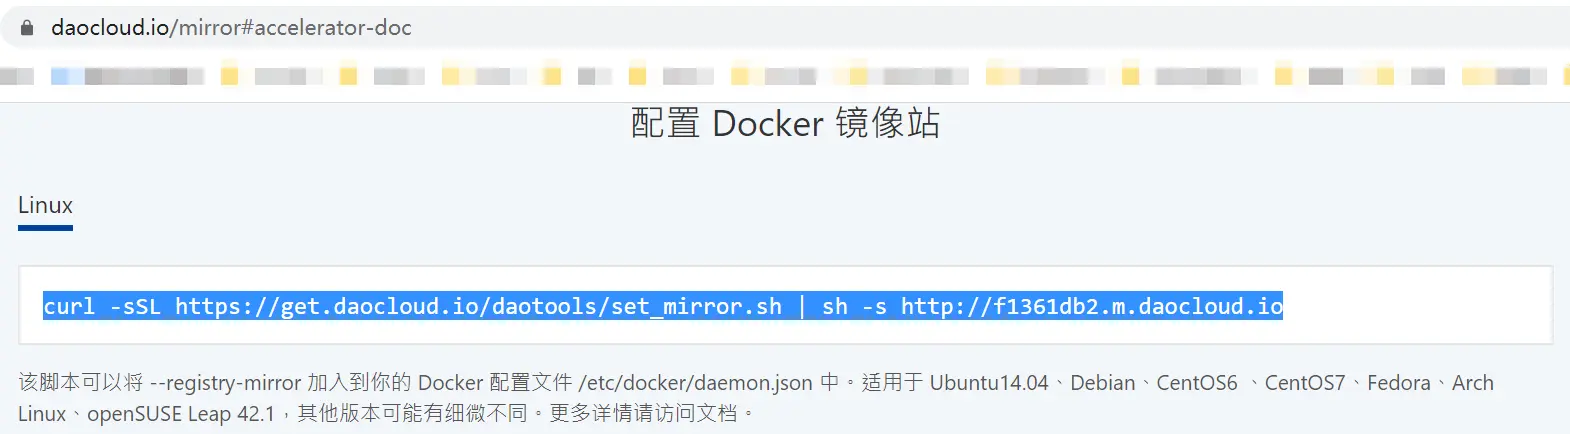 daocloud.io/mirror#accelerator-doc
配置 Docker 镜像站
Linux
curl -sSL https://get.daocloud.io/daotools/set_mirror.sh | sh -s http://f1361db2.m.daocloud.io
该脚本可以将 --registry-mirror 加入到你的 Docker 配置文件 /etc/docker/daemon.json 中。适用于 Ubuntu14.04、Debian、CentOS6 、CentOS7、Fedora、Arch
Linux、openSUSE Leap 42.1，其他版本可能有细微不同。更多详情请访问文档。